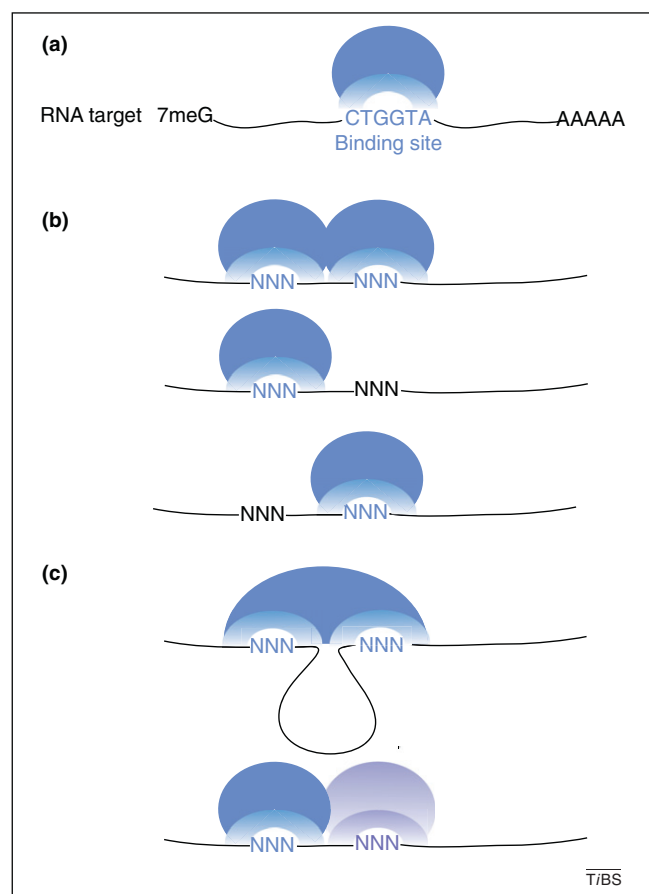 (a)
RNA target 7meG CTGGTA AAAAA
Binding site
(b)
NNN NNN
NNN NNN
NNN NNN
(c)
NNN NNN
NNN NNN
TiBS